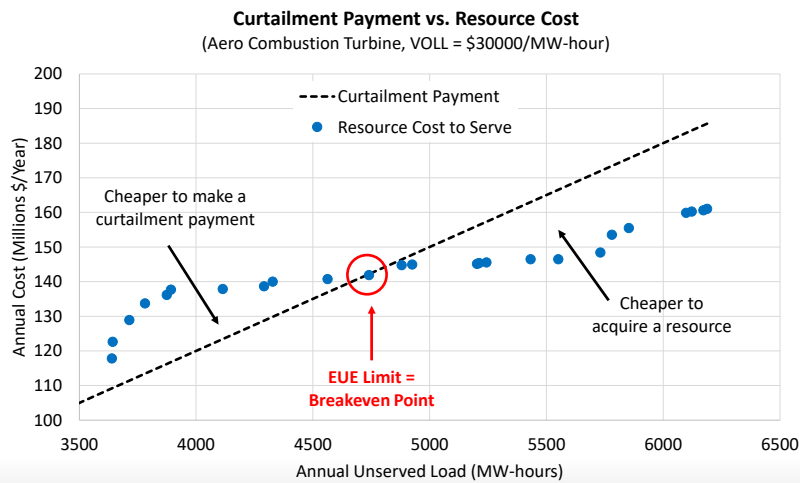 Curtailment Payment vs. Resource Cost
(Aero Combustion Turbine, VOLL = $30000/MW-hour)
200
190
180
170
160
150
140
130
120
110
100
Annual Cost (Millions $/Year)
Curtailment Payment
Resource Cost to Serve
Cheaper to make a
curtailment payment
Cheaper to
acquire a resource
EUE Limit =
Breakeven Point
3500 4000 4500 5000 5500 6000 6500
Annual Unserved Load (MW-hours)